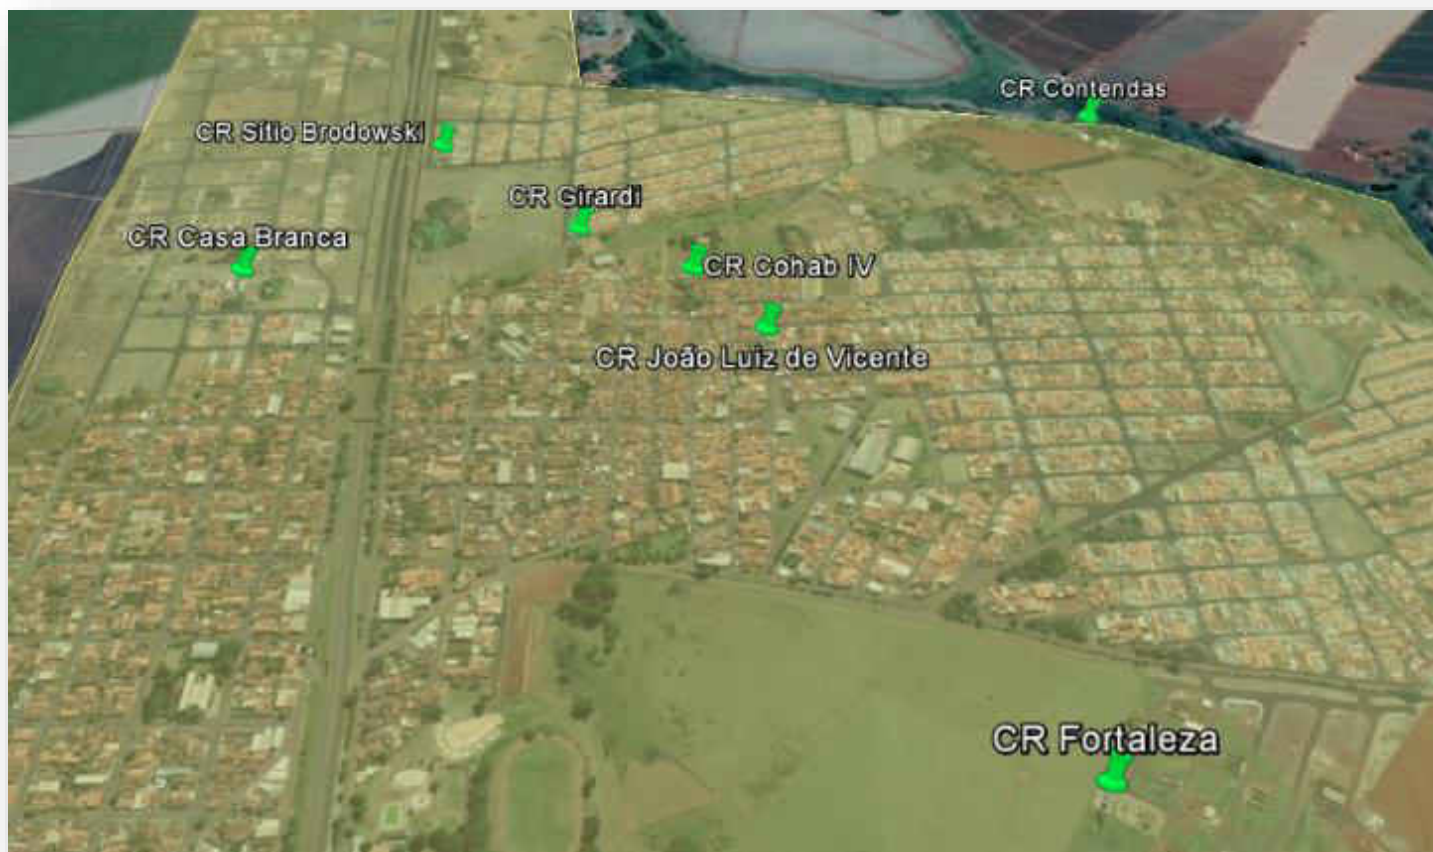 CR Contendas
CR Sítio Brodowski
CR Girardi
CR Casa Branca
CR Cohab IV
CR João Luiz de Vicente
CR Fortaleza